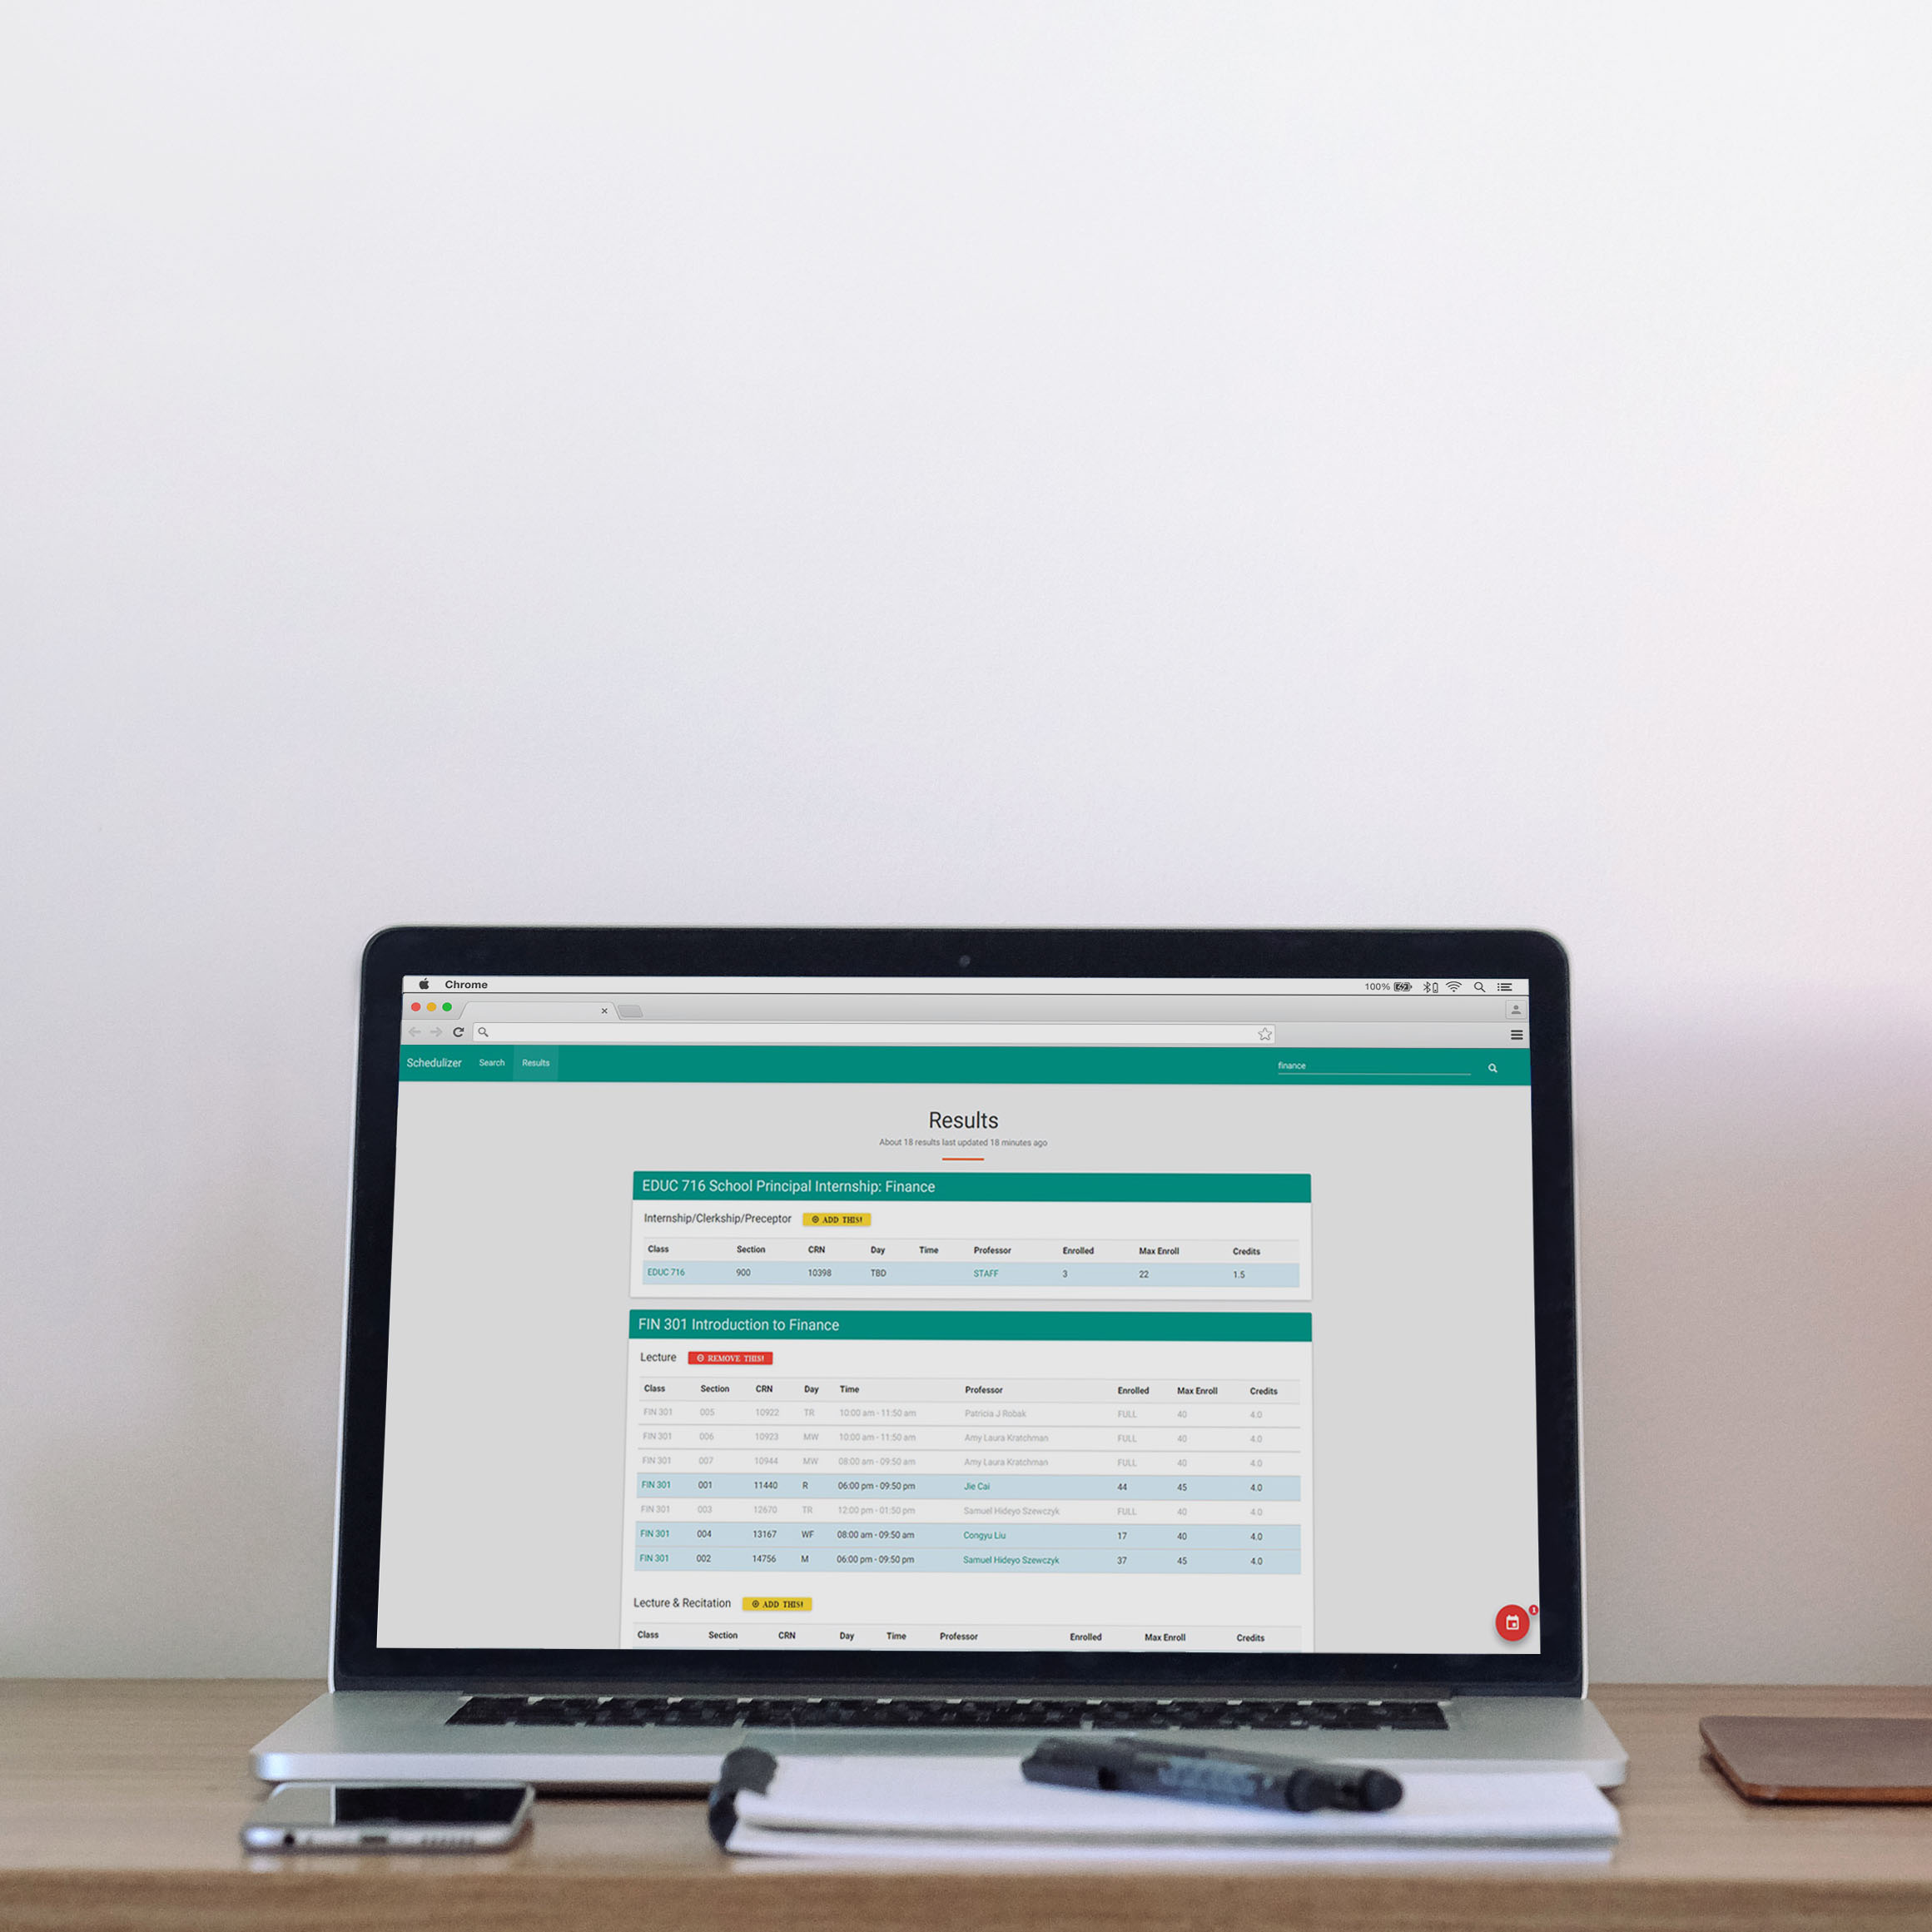 Chrome
100%
Schedulizer Search Results finance
Results
About 18 results last updated 18 minutes ago
EDUC 716 School Principal Internship: Finance
Internship/Clerkship/Preceptor ADD THIS!
Class Section CRN Day Time Professor Enrolled Max Enroll Credits
EDUC 716 900 10398 TBD STAFF 3 22 1.5
FIN 301 Introduction to Finance
Lecture REMOVE THIS!
Class Section CRN Day Time Professor Enrolled Max Enroll Credits
FIN 301 005 10922 TR 10:00 am - 11:50 am Patricia J Robak FULL 40 4.0
FIN 301 006 10923 MW 10:00 am - 11:50 am Amy Laura Kratchman FULL 40 4.0
FIN 301 007 10944 MW 08:00 am - 09:50 am Amy Laura Kratchman FULL 40 4.0
FIN 301 001 11440 R 06:00 pm - 09:50 pm Jie Cai 44 45 4.0
FIN 301 003 12670 TR 12:00 pm - 01:50 pm Samuel Hideyo Szewczyk FULL 40 4.0
FIN 301 004 13167 WF 08:00 am - 09:50 am Congyu Liu 17 40 4.0
FIN 301 002 14756 M 06:00 pm - 09:50 pm Samuel Hideyo Szewczyk 37 45 4.0
Lecture & Recitation ADD THIS!
1
Class Section CRN Day Time Professor Enrolled Max Enroll Credits